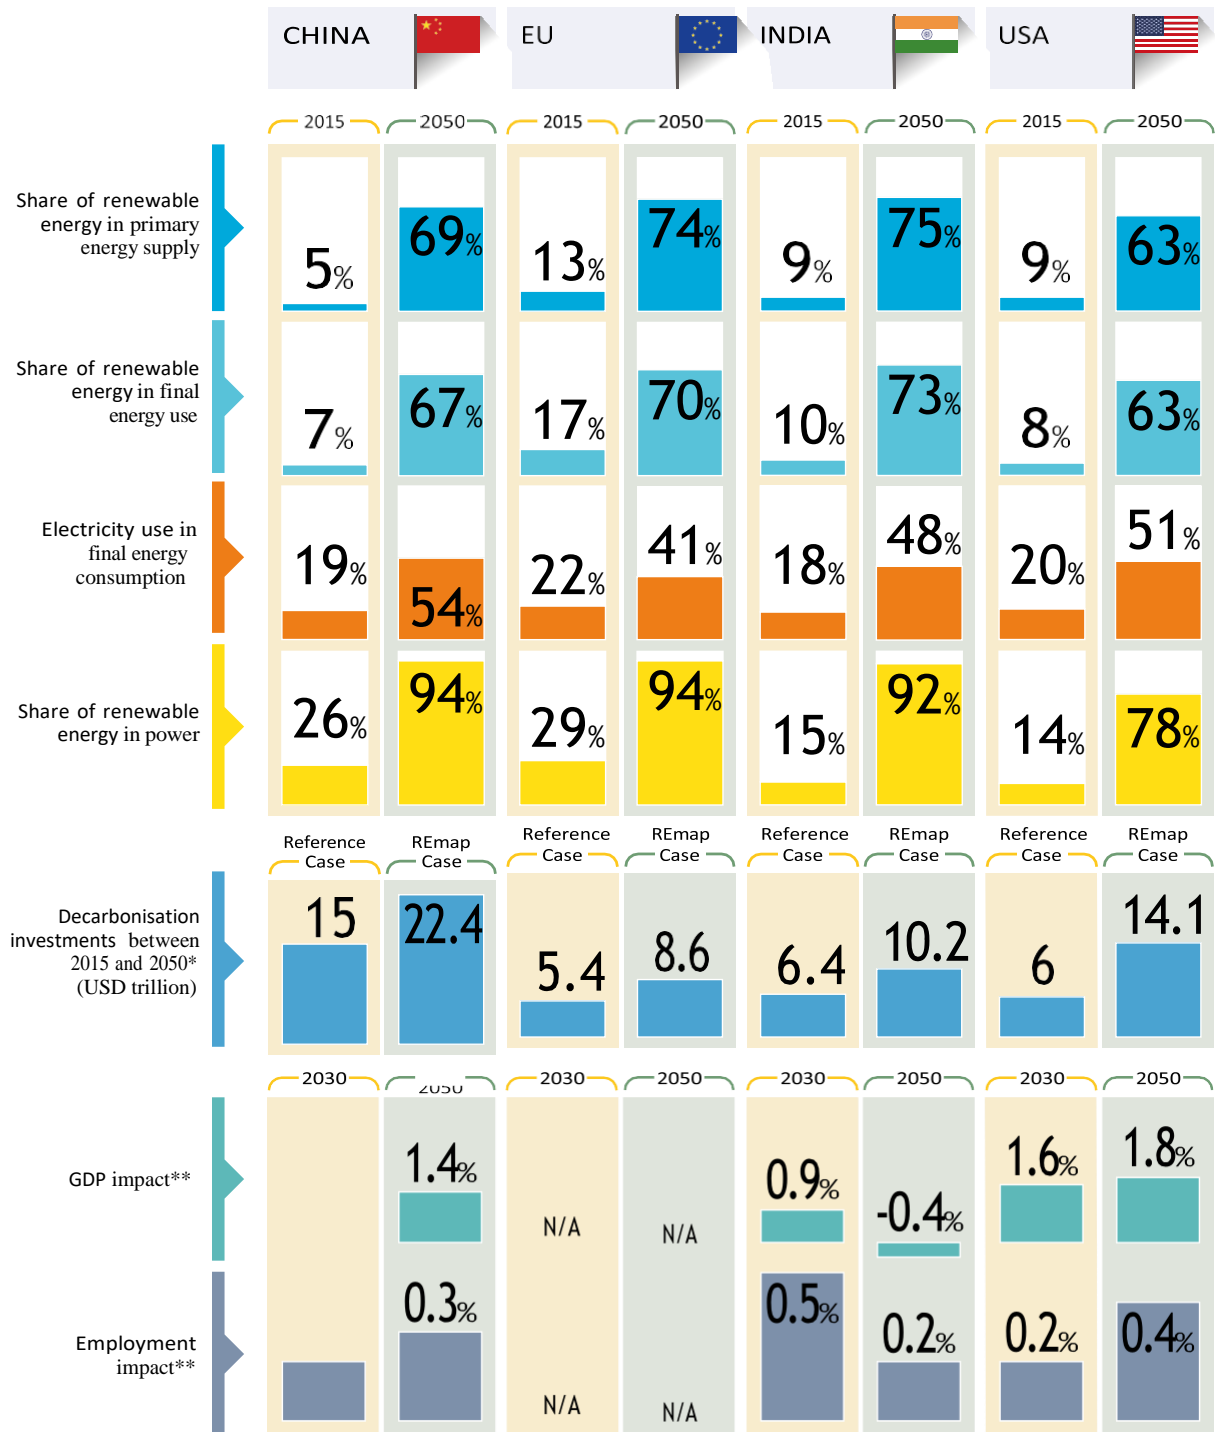 CHINA EU INDIA USA
2015 2050 2015 2050 2015 2050 2015 2050
Share of renewable
energy in primary
energy supply
5% 69% 13% 74% 9% 75% 9% 63%
Share of renewable
energy in final
energy use
7% 67% 17% 70% 10% 73% 8% 63%
Electricity use in
final energy
consumption
19% 54% 22% 41% 18% 48% 20% 51%
Share of renewable
energy in power
26% 94% 29% 94% 15% 92% 14% 78%
Reference REmap Reference REmap Reference REmap Reference REmap
Case Case Case Case Case Case Case Case
Decarbonisation
investments between
2015 and 2050*
(USD trillion)
15 22.4 5.4 8.6 6.4 10.2 6 14.1
2030 2050 2030 2050 2030 2050 2030 2050
GDP impact**
1.4% N/A N/A 0.9% -0.4% 1.6% 1.8%
Employment
impact**
0.3% N/A N/A 0.5% 0.2% 0.2% 0.4%